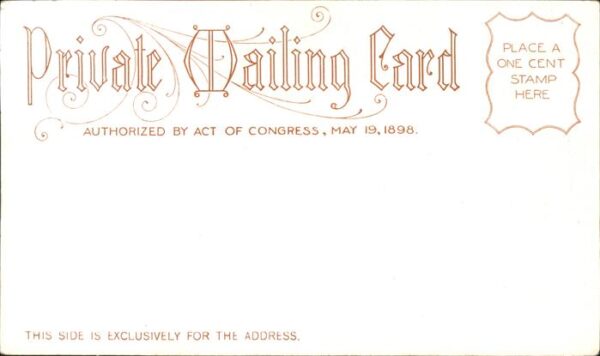 Private Mailing Card
AUTHORIZED BY ACT OF CONGRESS, MAY 19, 1898.
PLACE A
ONE CENT
STAMP
HERE
THIS SIDE IS EXCLUSIVELY FOR THE ADDRESS.